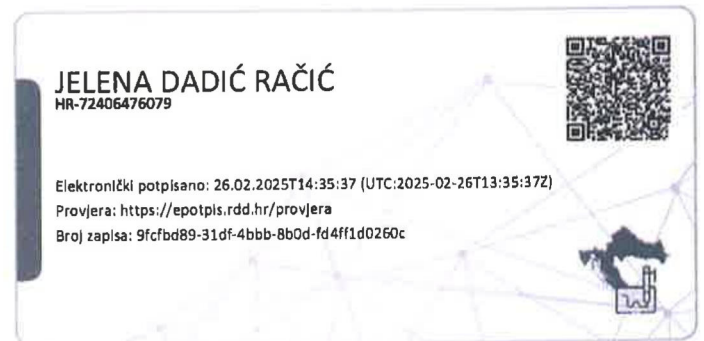 JELENA DADIĆ RAČIĆ
HR-72406476079
Elektronički potpisano: 26.02.2025T14:35:37 (UTC:2025-02-26T13:35:37Z)
Provjera: https://epotpis.rdd.hr/provjera
Broj zapisa: 9fcfbd89-31df-4bbb-8b0d-fd4ff1d0260c